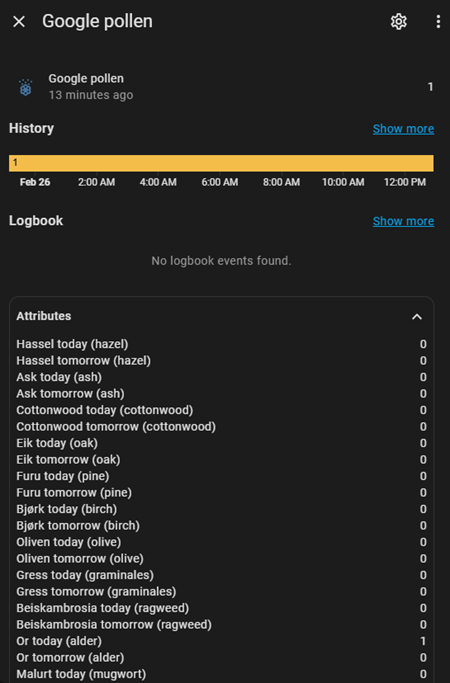 Google pollen
Google pollen
13 minutes ago
1
History
Show more
1
Feb 26 2:00 AM 4:00 AM 6:00 AM 8:00 AM 10:00 AM 12:00 PM
Logbook
Show more
No logbook events found.
Attributes
Hassel today (hazel) 0
Hassel tomorrow (hazel) 0
Ask today (ash) 0
Ask tomorrow (ash) 0
Cottonwood today (cottonwood) 0
Cottonwood tomorrow (cottonwood) 0
Eik today (oak) 0
Eik tomorrow (oak) 0
Furu today (pine) 0
Furu tomorrow (pine) 0
Bjørk today (birch) 0
Bjørk tomorrow (birch) 0
Oliven today (olive) 0
Oliven tomorrow (olive) 0
Gress today (graminales) 0
Gress tomorrow (graminales) 0
Beiskambrosia today (ragweed) 0
Beiskambrosia tomorrow (ragweed) 0
Or today (alder) 1
Or tomorrow (alder) 0
Malurt today (mugwort) 0